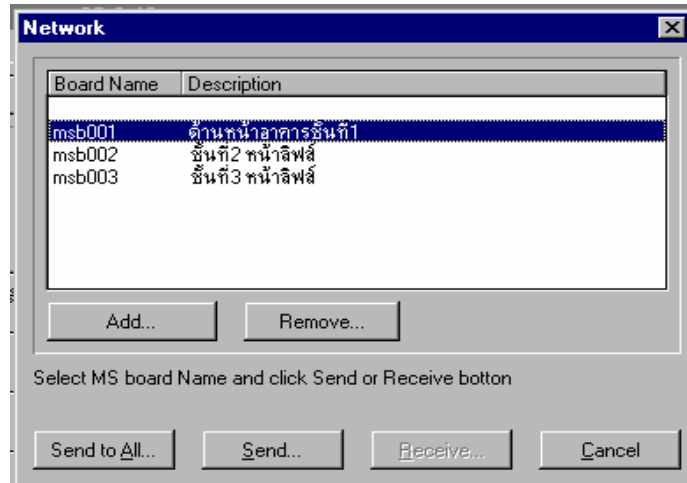 Network
Board Name Description
msb001 ด้านหน้าอาคารชั้นที่1
msb002 ชั้นที่2 หน้าลิฟส์
msb003 ชั้นที่3 หน้าลิฟส์
Add... Remove...
Select MS board Name and click Send or Receive botton
Send to All... Send... Receive... Cancel